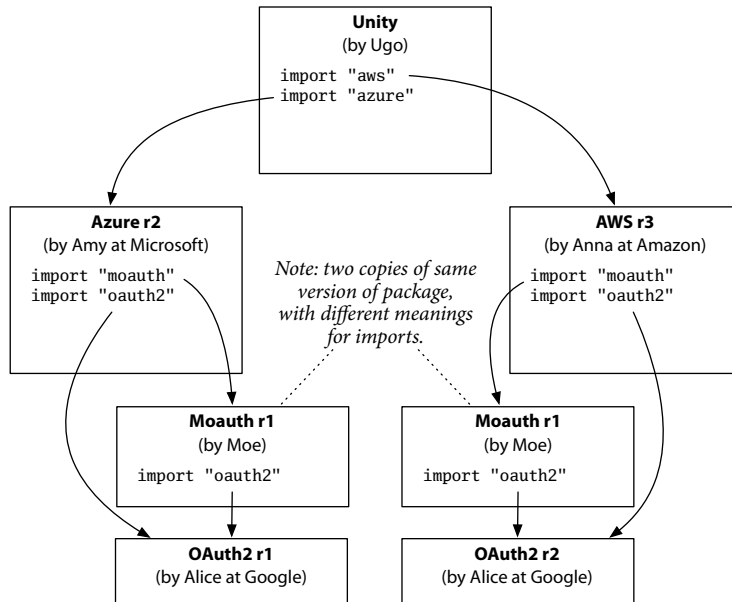 Unity
(by Ugo)
import "aws"
import "azure"
Azure r2
(by Amy at Microsoft)
import "moauth"
import "oauth2"
AWS r3
(by Anna at Amazon)
import "moauth"
import "oauth2"
Note: two copies of same
version of package,
with different meanings
for imports.
Moauth r1
(by Moe)
import "oauth2"
Moauth r1
(by Moe)
import "oauth2"
OAuth2 r1
(by Alice at Google)
OAuth2 r2
(by Alice at Google)